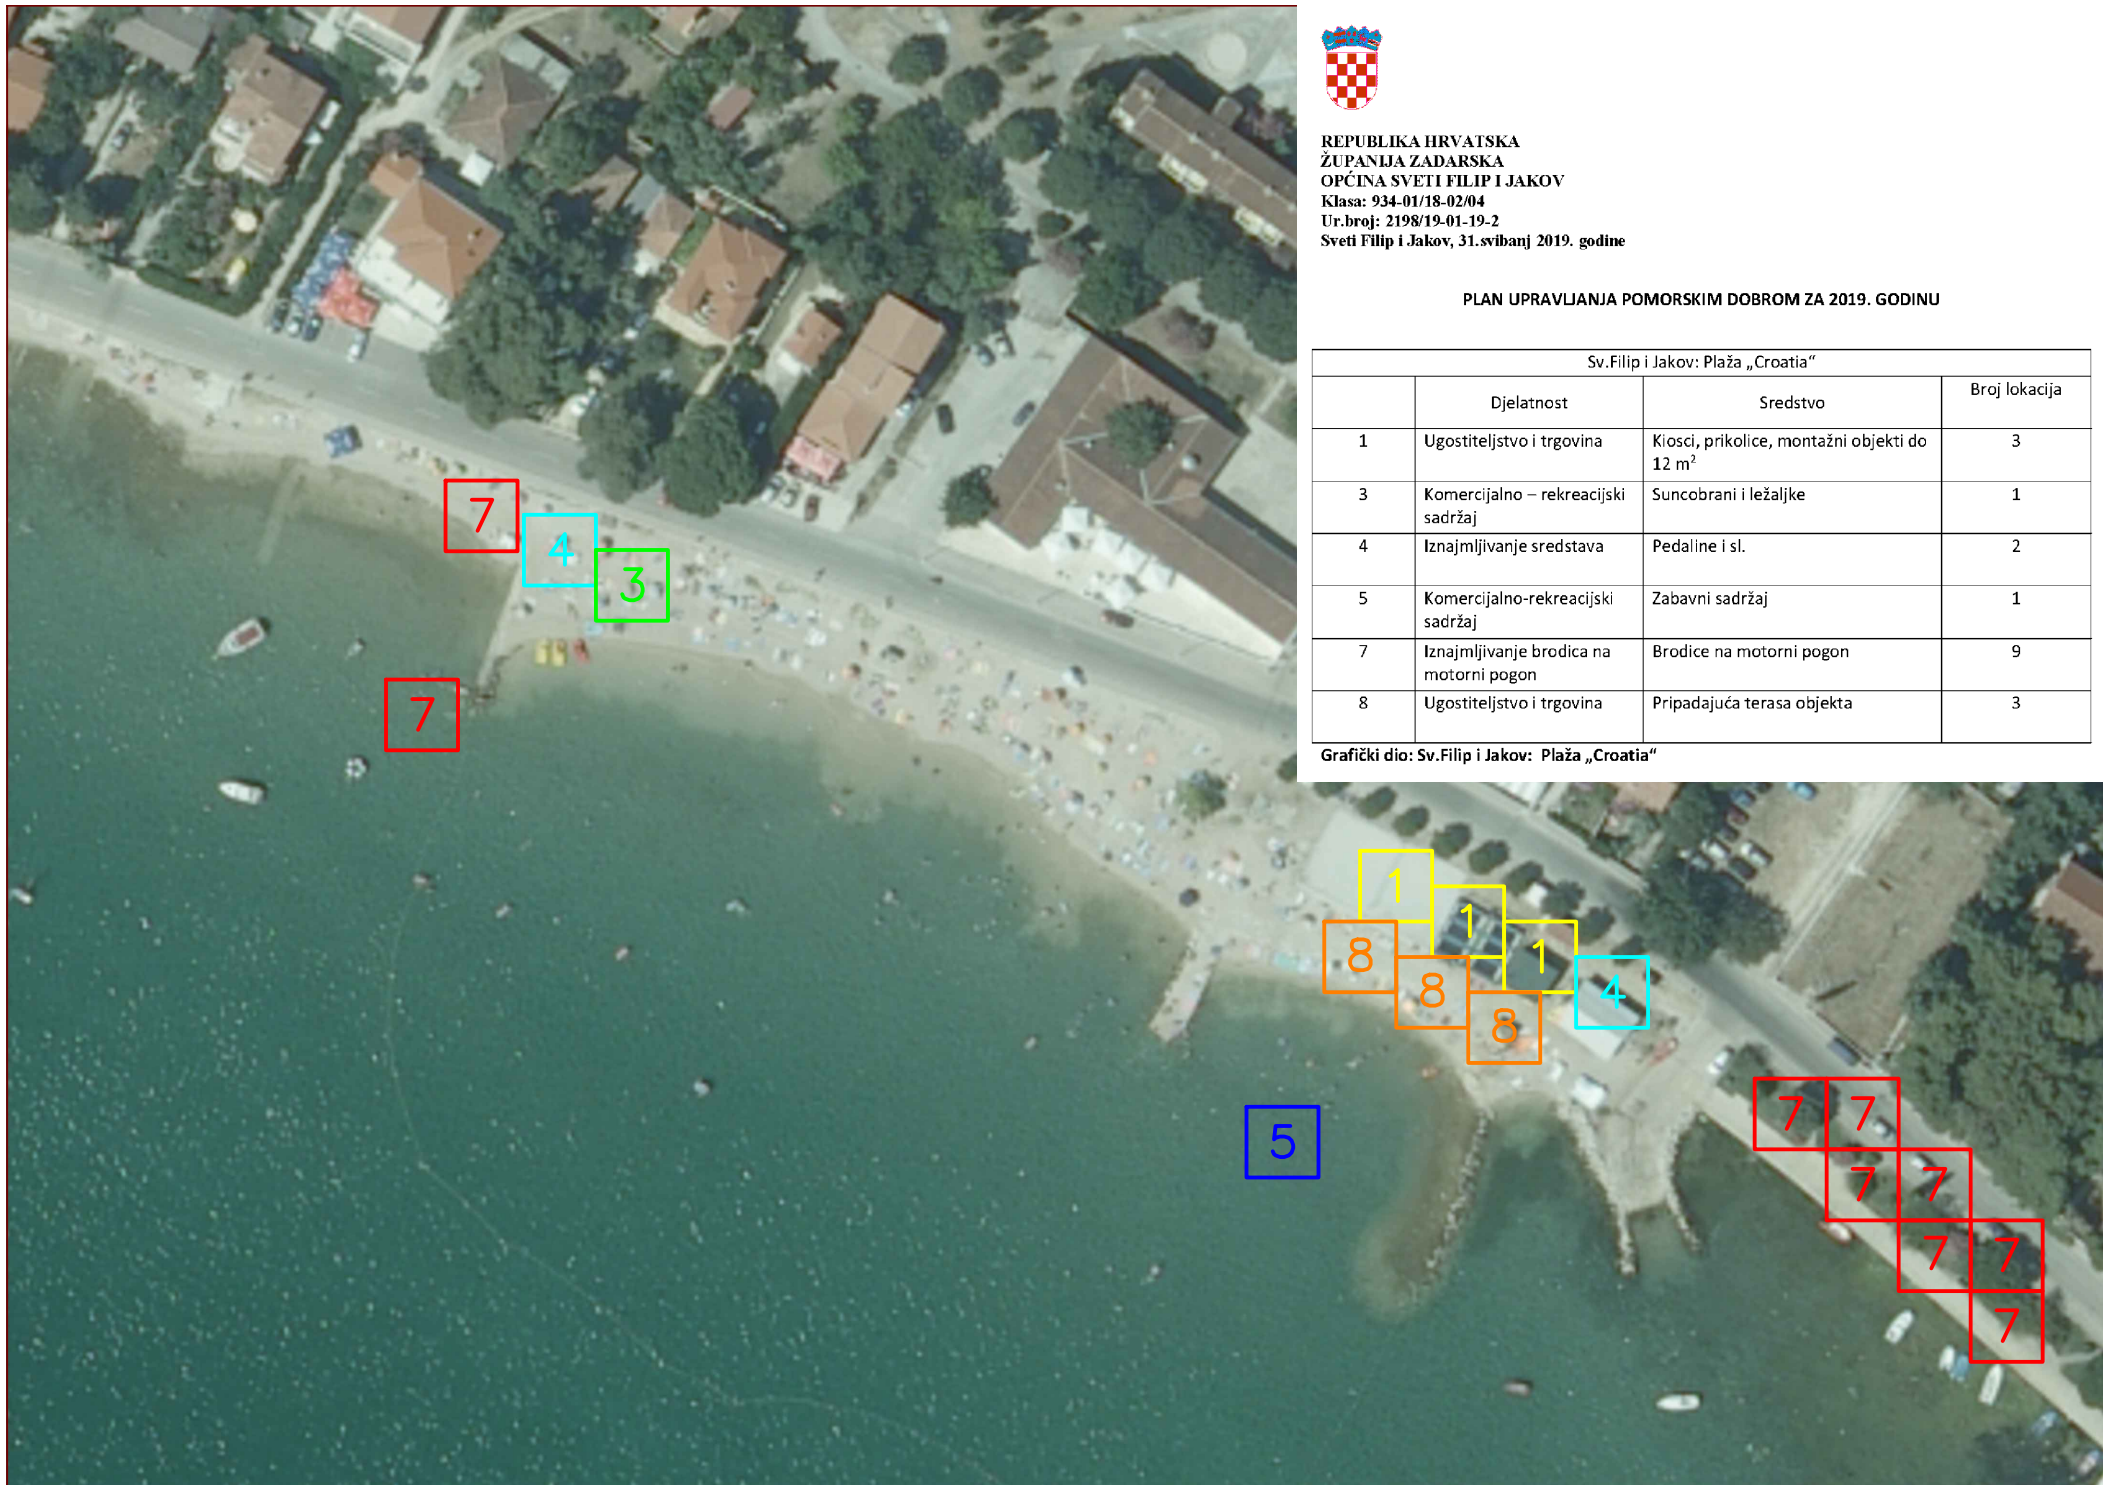 REPUBLIKA HRVATSKA
ŽUPANIJA ZADARSKA
OPĆINA SVETI FILIP I JAKOV
Klasa: 934-01/18-02/04
Ur.broj: 2198/19-01-19-2
Sveti Filip i Jakov, 31.svibanj 2019. godine
PLAN UPRAVLJANJA POMORSKIM DOBROM ZA 2019. GODINU
Sv.Filip i Jakov: Plaža „Croatia“
Djelatnost Sredstvo Broj lokacija
1 Ugostiteljstvo i trgovina Kiosci, prikolice, montažni objekti do 3
12 m²
3 Komercijalno – rekreacijski Suncobrani i ležaljke 1
sadržaj
4 Iznajmljivanje sredstava Pedaline i sl. 2
5 Komercijalno-rekreacijski Zabavni sadržaj 1
sadržaj
7 Iznajmljivanje brodica na Brodice na motorni pogon 9
motorni pogon
8 Ugostiteljstvo i trgovina Pripadajuća terasa objekta 3
Grafički dio: Sv.Filip i Jakov: Plaža „Croatia“
7
4
3
7
1
1
1
8
8
8
4
5
7 7
7 7
7 7
7